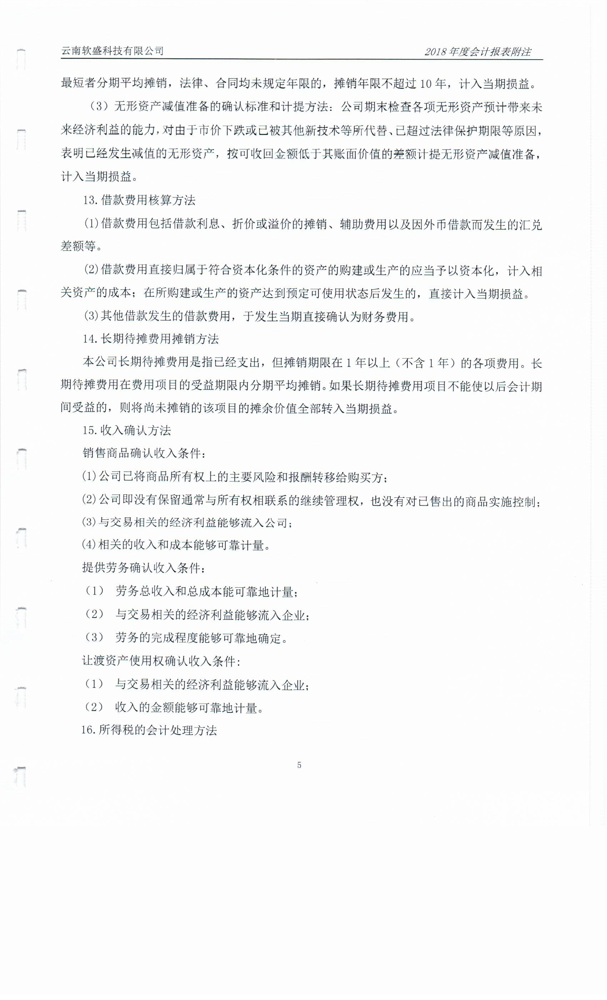 云南软盛科技有限公司 2018年度会计报表附注
最短者分期平均摊销，法律、合同均未规定年限的，摊销年限不超过 10 年，计入当期损益。
（3）无形资产减值准备的确认标准和计提方法：公司期末检查各项无形资产预计带来未
来经济利益的能力，对由于市价下跌或已被其他新技术等所代替、已超过法律保护期限等原因，
表明已经发生减值的无形资产，按可收回金额低于其账面价值的差额计提无形资产减值准备，
计入当期损益。
13.借款费用核算方法
(1)借款费用包括借款利息、折价或溢价的摊销、辅助费用以及因外币借款而发生的汇兑
差额等。
(2)借款费用直接归属于符合资本化条件的资产的购建或生产的应当予以资本化，计入相
关资产的成本；在所购建或生产的资产达到预定可使用状态后发生的，直接计入当期损益。
(3)其他借款发生的借款费用，于发生当期直接确认为财务费用。
14.长期待摊费用摊销方法
本公司长期待摊费用是指已经支出，但摊销期限在 1 年以上（不含 1 年）的各项费用。长
期待摊费用在费用项目的受益期限内分期平均摊销。如果长期待摊费用项目不能使以后会计期
间受益的，则将尚未摊销的该项目的摊余价值全部转入当期损益。
15.收入确认方法
销售商品确认收入条件：
(1)公司已将商品所有权上的主要风险和报酬转移给购买方；
(2)公司即没有保留通常与所有权相联系的继续管理权，也没有对已售出的商品实施控制；
(3)与交易相关的经济利益能够流入公司；
(4)相关的收入和成本能够可靠计量。
提供劳务确认收入条件：
（1） 劳务总收入和总成本能可靠地计量；
（2） 与交易相关的经济利益能够流入企业；
（3） 劳务的完成程度能够可靠地确定。
让渡资产使用权确认收入条件：
（1） 与交易相关的经济利益能够流入企业；
（2） 收入的金额能够可靠地计量。
16.所得税的会计处理方法
5